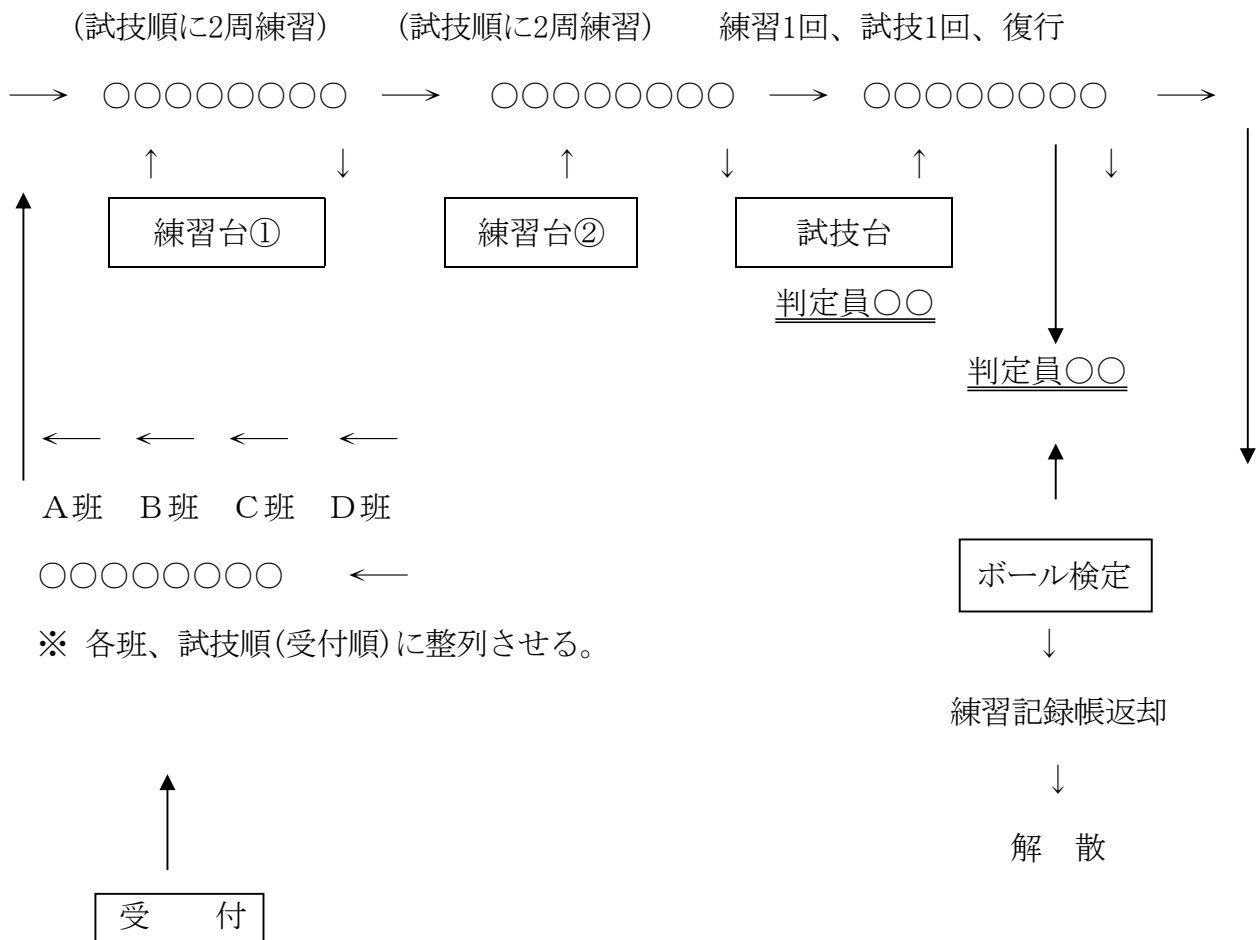 (試技順に2周練習) (試技順に2周練習) 練習1回、試技1回、復行
→ ○○○○○○○○ → ○○○○○○○○ → ○○○○○○○○ →
↑ ↓ ↑ ↓ ↑ ↓
練習台① 練習台② 試技台
判定員○○
判定員○○
← ← ← ←
A班 B班 C班 D班
○○○○○○○○ ←
ボール検定
※ 各班、試技順(受付順)に整列させる。
↓
練習記録帳返却
↓
解 散
受 付